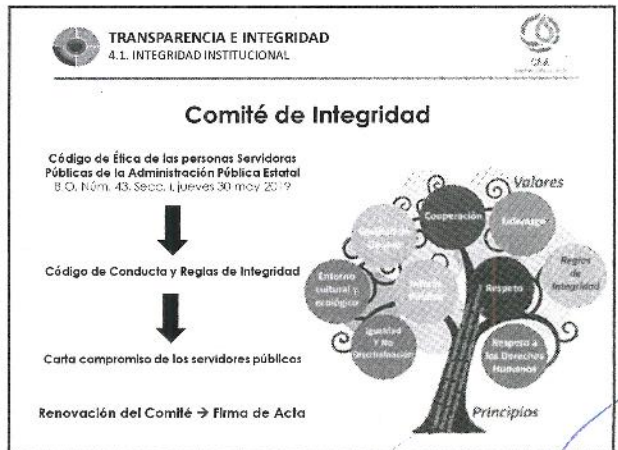 TRANSPARENCIA E INTEGRIDAD
4.1. INTEGRIDAD INSTITUCIONAL
Comité de Integridad
Código de Ética de las personas Servidoras
Públicas de la Administración Pública Estatal
B.O. Núm. 43. Secc. I, jueves 30 may 2019
Código de Conducta y Reglas de Integridad
Carta compromiso de los servidores públicos
Renovación del Comité → Firma de Acta
Valores
Cooperación
Liderazgo
Reglas
de
Integridad
Entorno
cultural y
ecológico
Respeto
Igualdad
Y No
Discriminación
Respeto a
los Derechos
Humanos
Principios